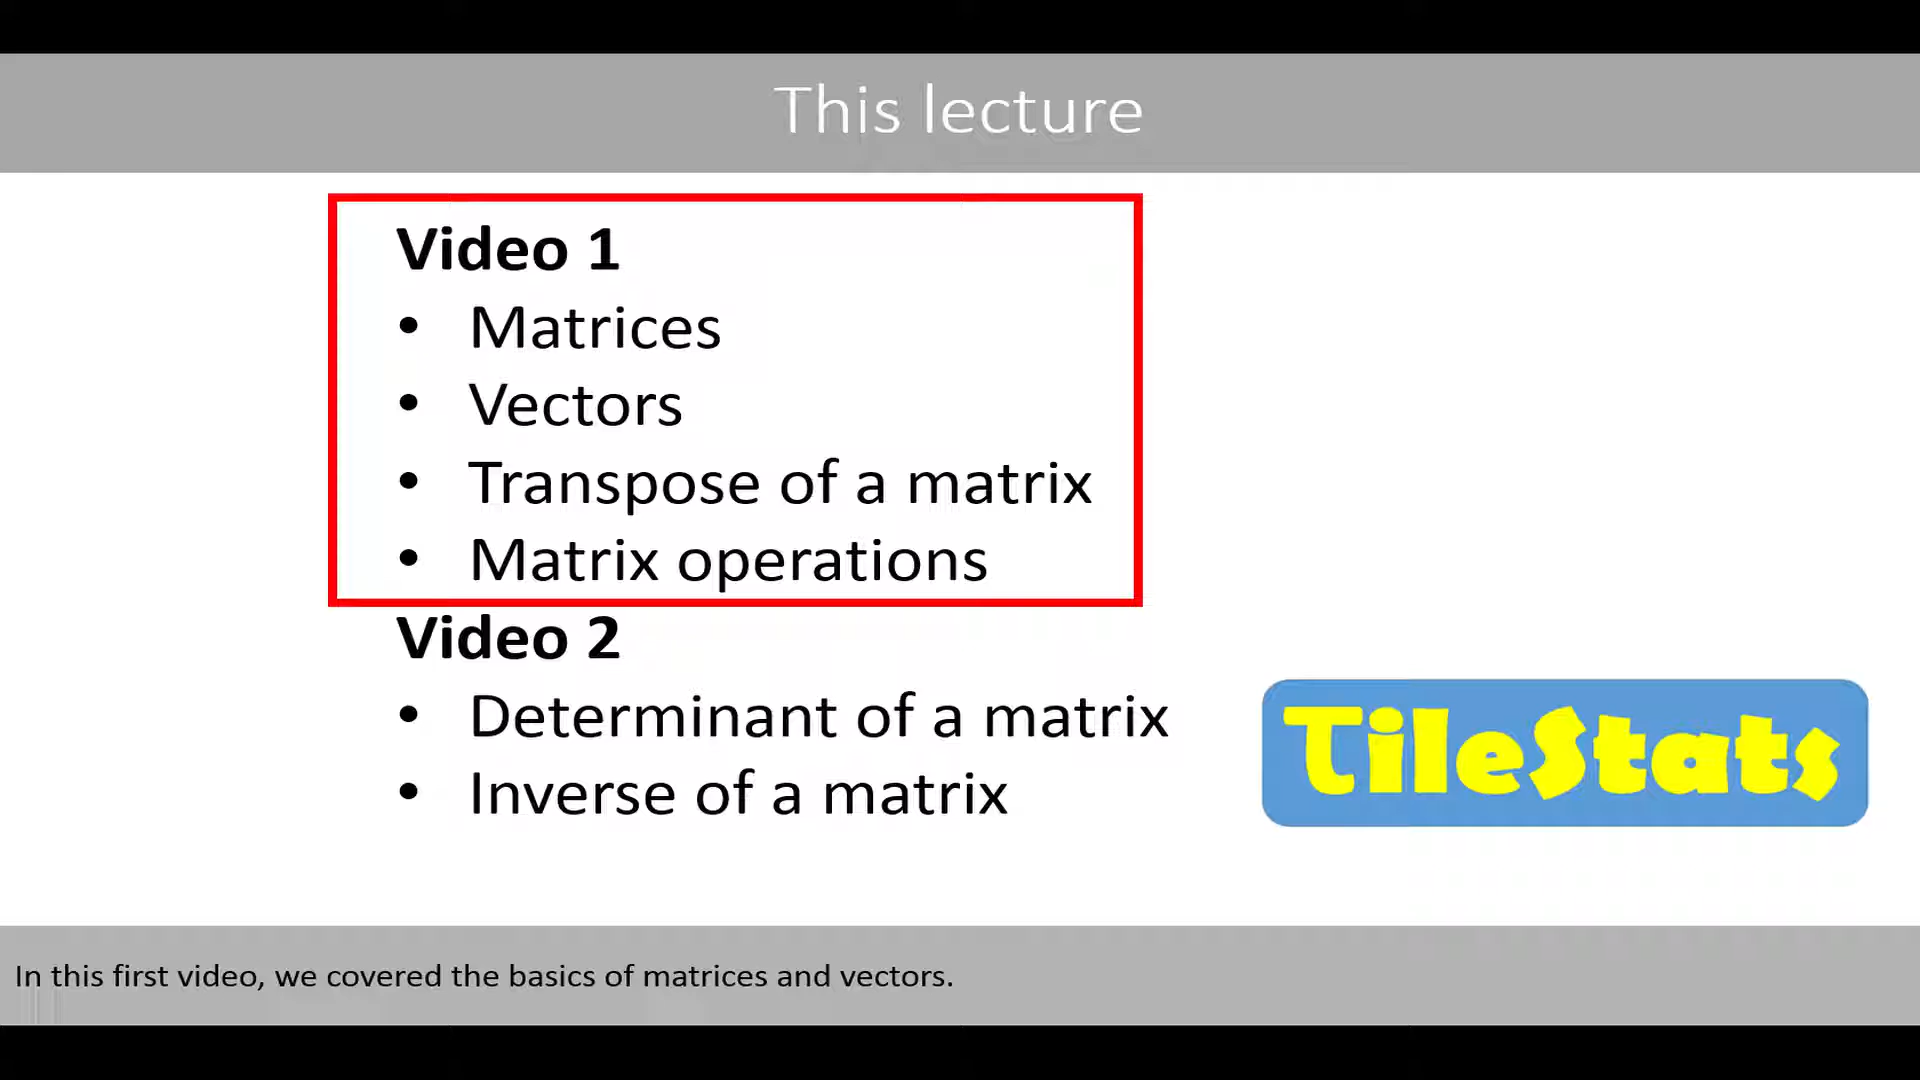 This lecture
Video 1
• Matrices
• Vectors
• Transpose of a matrix
• Matrix operations
Video 2
• Determinant of a matrix
• Inverse of a matrix
TileStats
In this first video, we covered the basics of matrices and vectors.